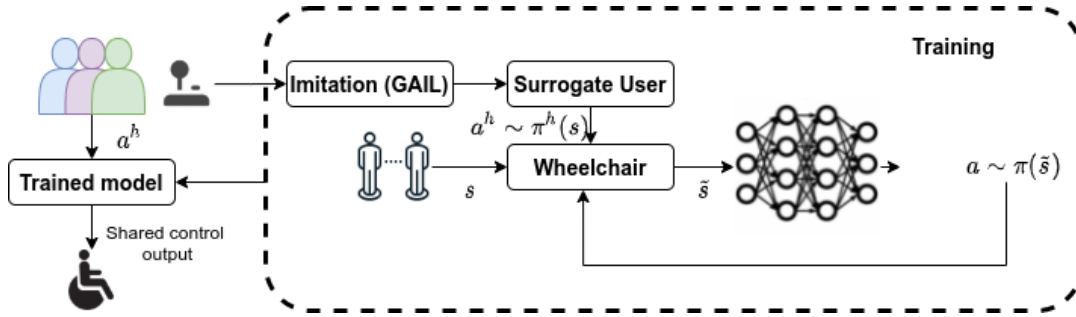 Training
Imitation (GAIL)
Surrogate User
a^h
a^h ∼ π^h(s)
Trained model
Wheelchair
s
s̃
a ∼ π(s̃)
Shared control
output